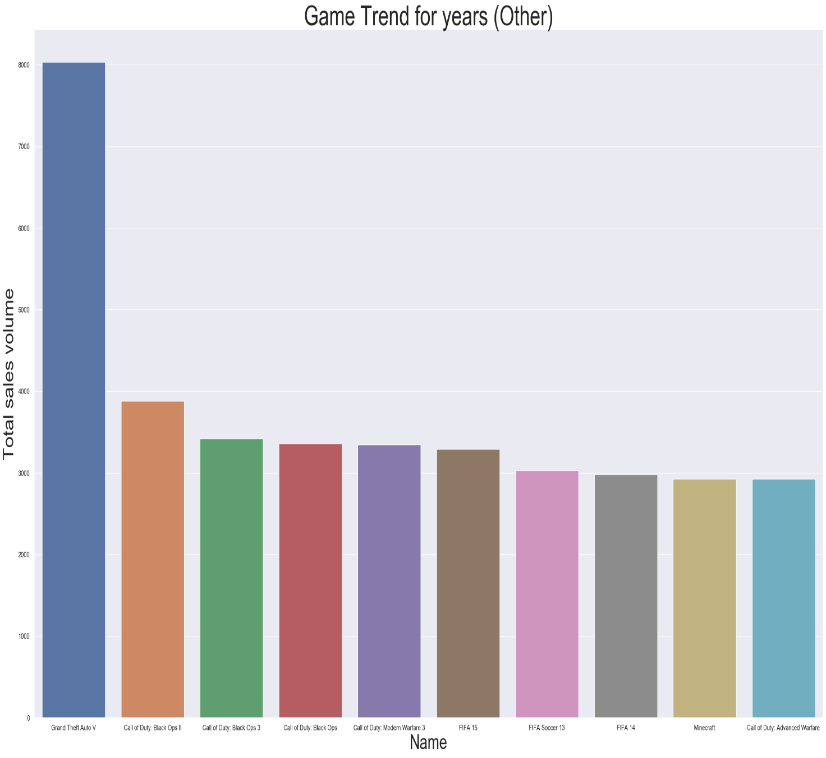 Game Trend for years (Other)
Total sales volume
8000
7000
6000
5000
4000
3000
2000
1000
0
Grand Theft Auto V
Call of Duty: Black Ops II
Call of Duty: Black Ops 3
Call of Duty: Black Ops
Call of Duty: Modern Warfare 3
FIFA 15
FIFA Soccer 13
FIFA 14
Minecraft
Call of Duty: Advanced Warfare
Name